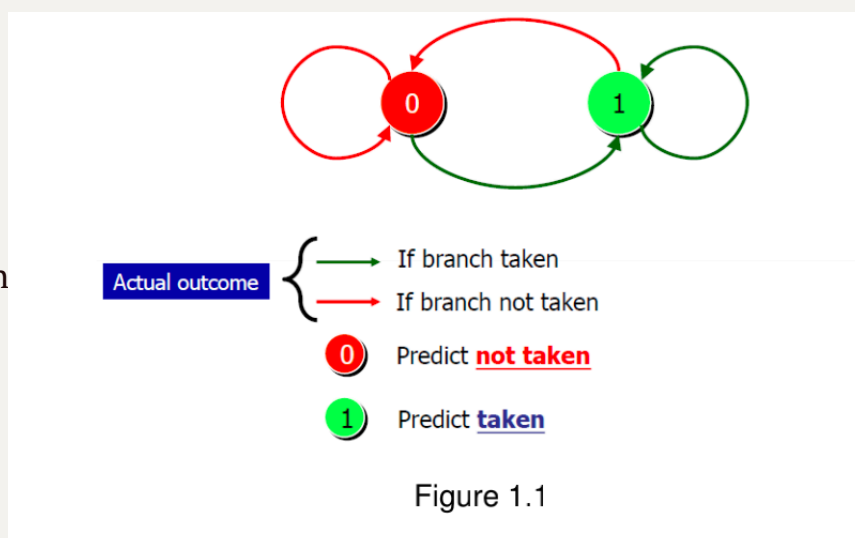 0
1
n
Actual outcome
If branch taken
If branch not taken
0 Predict not taken
1 Predict taken
Figure 1.1